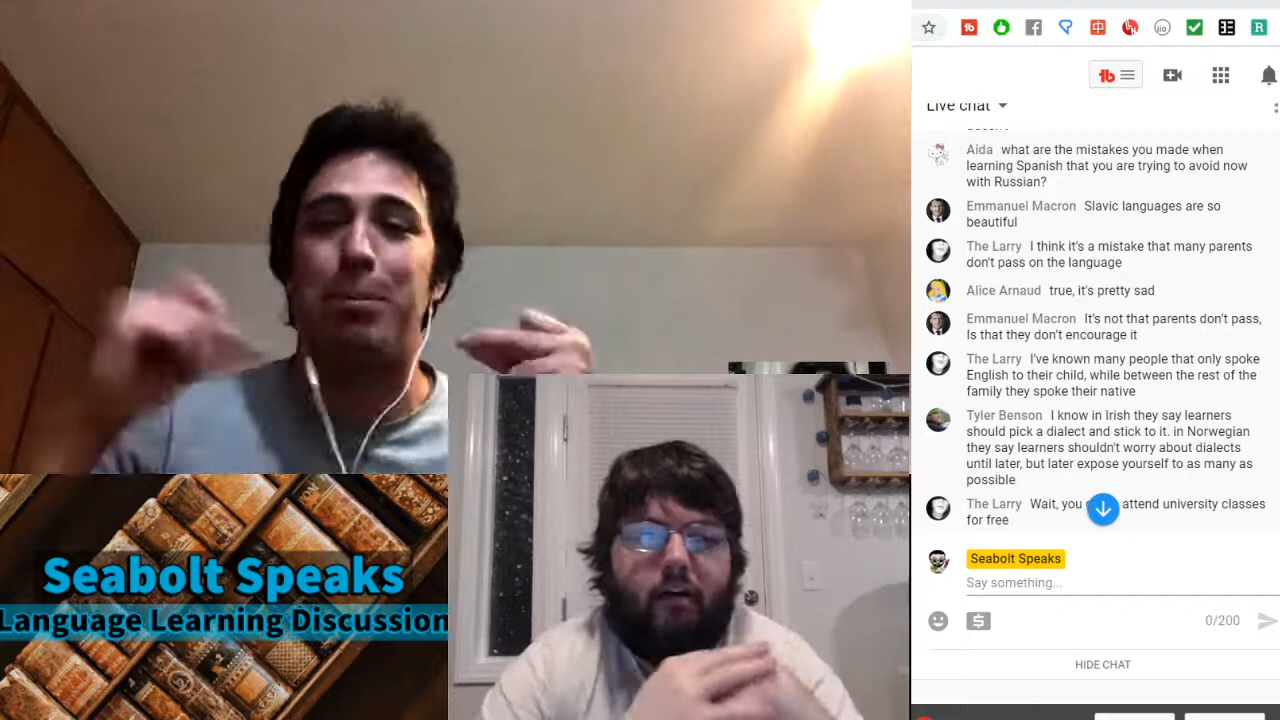 Live chat
Aida what are the mistakes you made when
learning Spanish that you are trying to avoid now
with Russian?
Emmanuel Macron Slavic languages are so
beautiful
The Larry I think it's a mistake that many parents
don't pass on the language
Alice Arnaud true, it's pretty sad
Emmanuel Macron It's not that parents don't pass,
Is that they don't encourage it
The Larry I've known many people that only spoke
English to their child, while between the rest of the
family they spoke their native
Tyler Benson I know in Irish they say learners
should pick a dialect and stick to it. in Norwegian
they say learners shouldn't worry about dialects
until later, but later expose yourself to as many as
possible
The Larry Wait, you attend university classes
for free
Seabolt Speaks
Say something...
0/200
HIDE CHAT
Seabolt Speaks
Language Learning Discussion